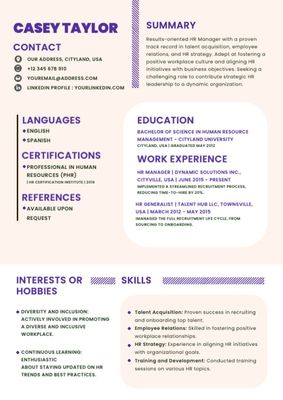 CASEY TAYLOR
CONTACT
OUR ADDRESS, CITYLAND, USA
+12 345 678 910
YOUREMAIL@ADDRESS.COM
LINKEDIN PROFILE : YOURLINKEDIN.COM
SUMMARY
Results-oriented HR Manager with a proven
track record in talent acquisition, employee
relations, and HR strategy. Adept at fostering a
positive workplace culture and aligning HR
initiatives with business objectives. Seeking a
challenging role to contribute strategic HR
leadership to a dynamic organization.
LANGUAGES
ENGLISH
SPANISH
CERTIFICATIONS
PROFESSIONAL IN HUMAN
RESOURCES (PHR)
| HR CERTIFICATION INSTITUTE | 2019
REFERENCES
AVAILABLE UPON
REQUEST
EDUCATION
BACHELOR OF SCIENCE IN HUMAN RESOURCE
MANAGEMENT - CITYLAND UNIVERSITY
CITYLAND, USA | GRADUATED MAY 2012
WORK EXPERIENCE
HR MANAGER | DYNAMIC SOLUTIONS INC.,
CITYVILLE, USA | JUNE 2015 - PRESENT
IMPLEMENTED A STREAMLINED RECRUITMENT PROCESS,
REDUCING TIME-TO-HIRE BY 20%.
HR GENERALIST | TALENT HUB LLC, TOWNSVILLE,
USA | MARCH 2012 - MAY 2015
MANAGED THE FULL RECRUITMENT LIFE CYCLE, FROM
SOURCING TO ONBOARDING.
INTERESTS OR
HOBBIES
DIVERSITY AND INCLUSION:
ACTIVELY INVOLVED IN PROMOTING
A DIVERSE AND INCLUSIVE
WORKPLACE.
CONTINUOUS LEARNING:
ENTHUSIASTIC
ABOUT STAYING UPDATED ON HR
TRENDS AND BEST PRACTICES.
SKILLS
Talent Acquisition: Proven success in recruiting
and onboarding top talent.
Employee Relations: Skilled in fostering positive
workplace relationships.
HR Strategy: Experience in aligning HR initiatives
with organizational goals.
Training and Development: Conducted training
sessions on various HR topics.